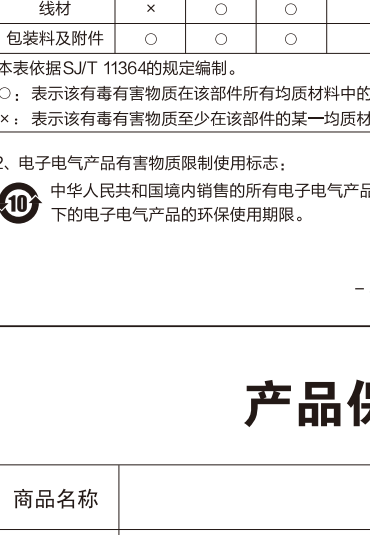 线材 × ○ ○
包装料及附件 ○ ○ ○
本表依据SJ/T 11364的规定编制。
○：表示该有毒有害物质在该部件所有均质材料中的
×：表示该有毒有害物质至少在该部件的某一均质材
2、电子电气产品有害物质限制使用标志：
10
中华人民共和国境内销售的所有电子电气产品
下的电子电气产品的环保使用期限。
–
产品保
商品名称